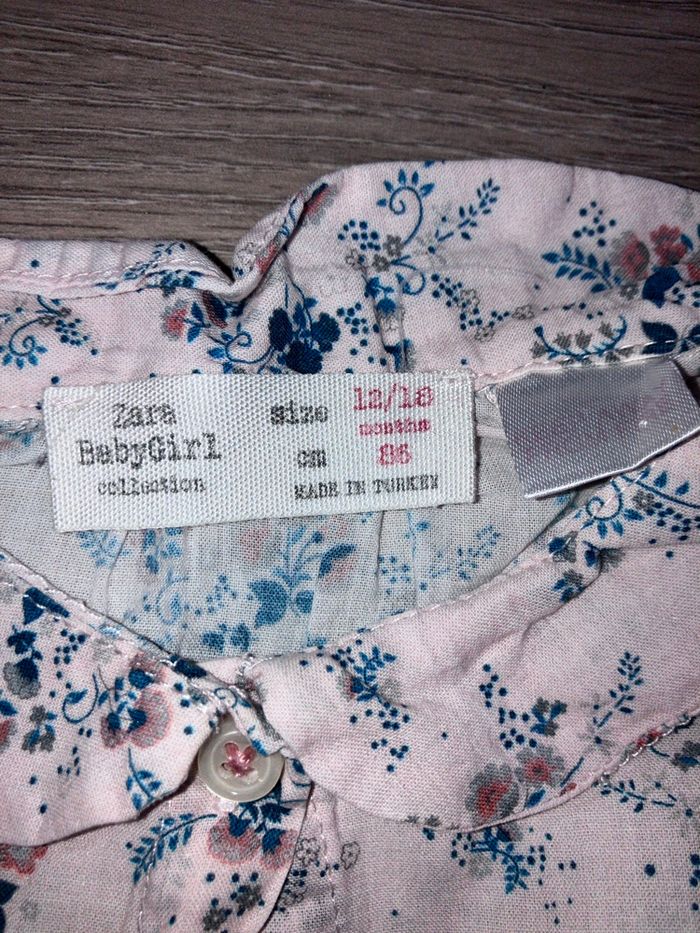 Zara
BabyGirl
collection
size 12/18
months
cm 86
MADE IN TURKEY